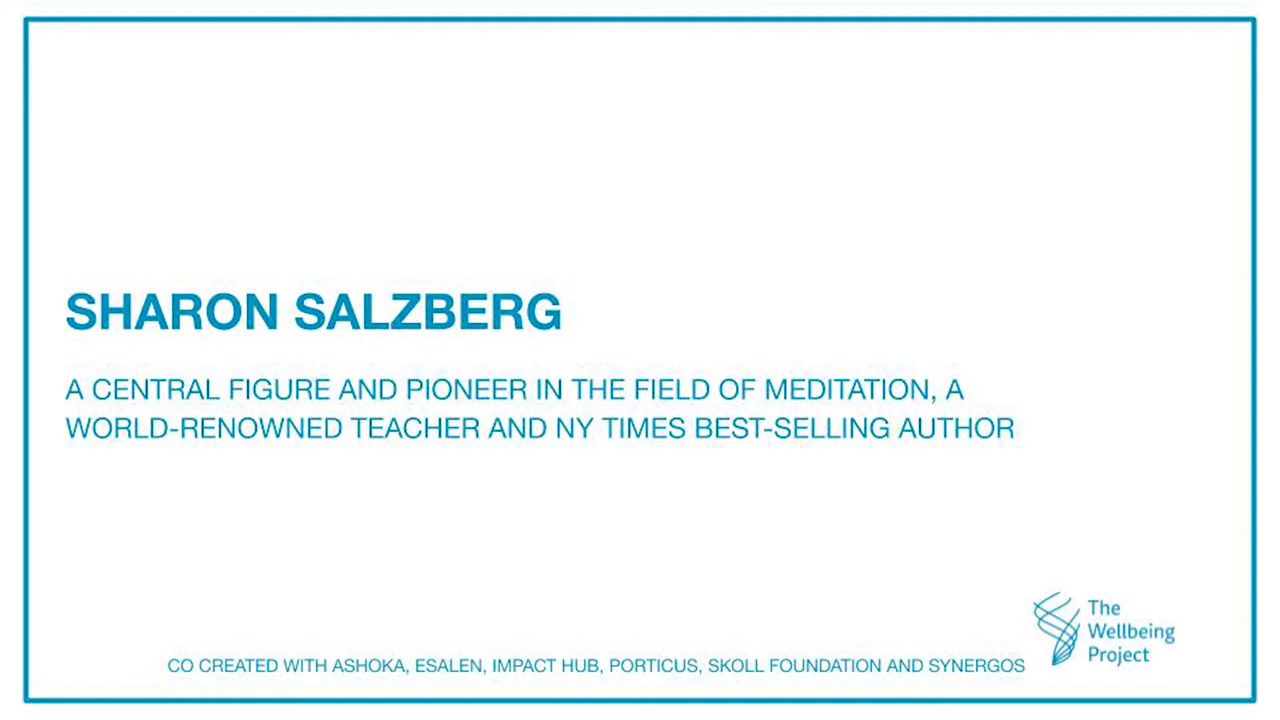 SHARON SALZBERG
A CENTRAL FIGURE AND PIONEER IN THE FIELD OF MEDITATION, A
WORLD-RENOWNED TEACHER AND NY TIMES BEST-SELLING AUTHOR
The
Wellbeing
Project
CO CREATED WITH ASHOKA, ESALEN, IMPACT HUB, PORTICUS, SKOLL FOUNDATION AND SYNERGOS